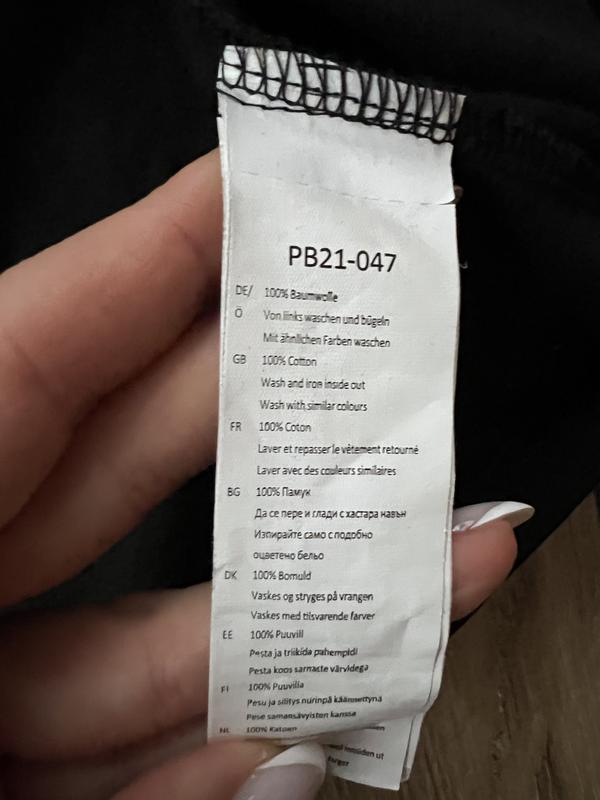 PB21-047
DE/ 100% Baumwolle
Ö Von links waschen und bügeln
Mit ähnlichen Farben waschen
GB 100% Cotton
Wash and iron inside out
Wash with similar colours
FR 100% Coton
Laver et repasser le vêtement retourné
Laver avec des couleurs similaires
BG 100% Памук
Да се пере и глади с хастара навън
Изпирайте само с подобно
оцветено бельо
DK 100% Bomuld
Vaskes og stryges på vrangen
Vaskes med tilsvarende farver
EE 100% Puuvill
Pesta ja triikida pahempidi
Pesta koos sarnaste värvidega
FI 100% Puuvilla
Pesu ja silitys nurinpä käännettynä
Pese samansävyisten kanssa
NL 100% Katoen
ut